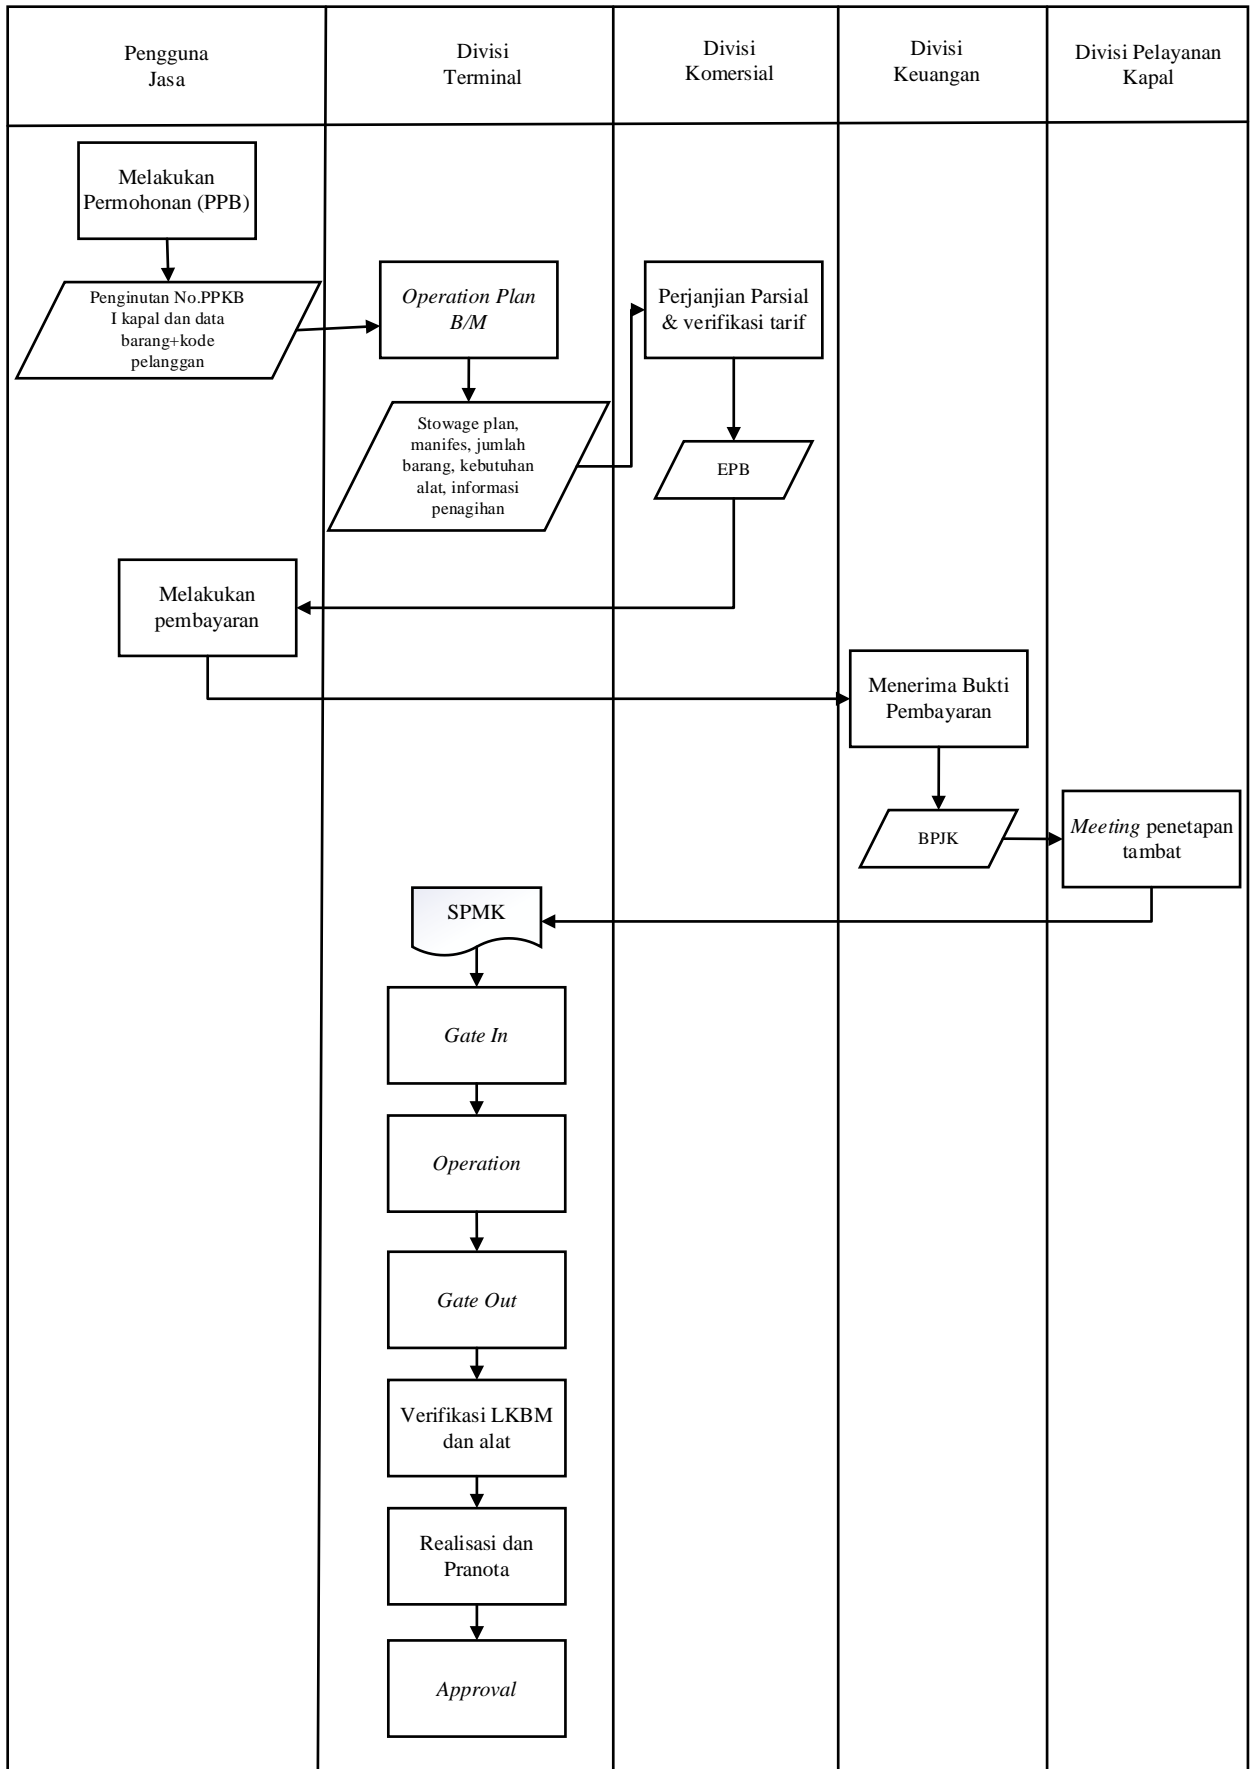 Pengguna
Jasa
Divisi
Terminal
Divisi
Komersial
Divisi
Keuangan
Divisi Pelayanan
Kapal
Melakukan
Permohonan (PPB)
Penginutan No.PPKB
I kapal dan data
barang+kode
pelanggan
Operation Plan
B/M
Stowage plan,
manifes, jumlah
barang, kebutuhan
alat, informasi
penagihan
Perjanjian Parsial
& verifikasi tarif
EPB
Melakukan
pembayaran
Menerima Bukti
Pembayaran
BPJK
Meeting penetapan
tambat
SPMK
Gate In
Operation
Gate Out
Verifikasi LKBM
dan alat
Realisasi dan
Pranota
Approval